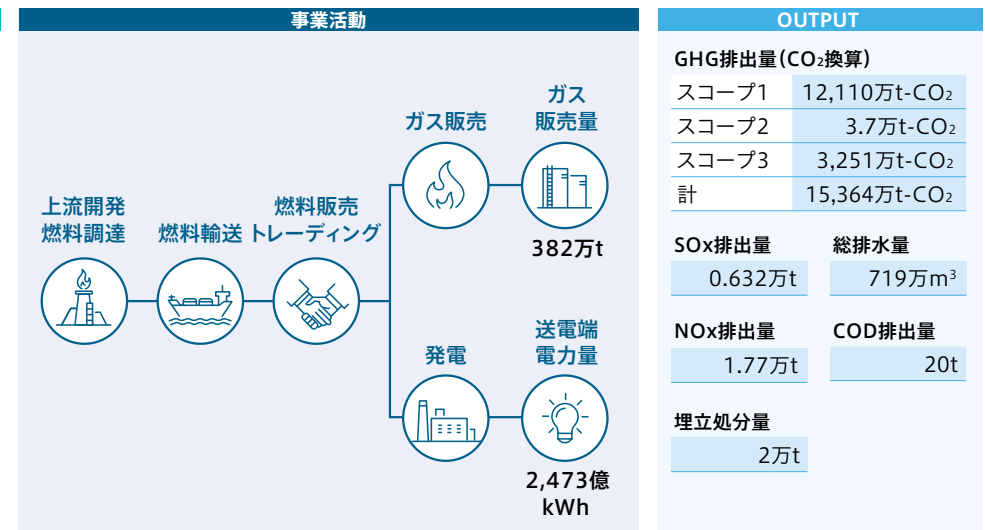 事業活動
上流開発
燃料調達
燃料輸送
燃料販売
トレーディング
ガス販売
ガス
販売量
382万t
発電
送電端
電力量
2,473億
kWh
OUTPUT
GHG排出量(CO₂換算)
スコープ1 12,110万t-CO₂
スコープ2 3.7万t-CO₂
スコープ3 3,251万t-CO₂
計 15,364万t-CO₂
SOx排出量 総排水量
0.632万t 719万m³
NOx排出量 COD排出量
1.77万t 20t
埋立処分量
2万t